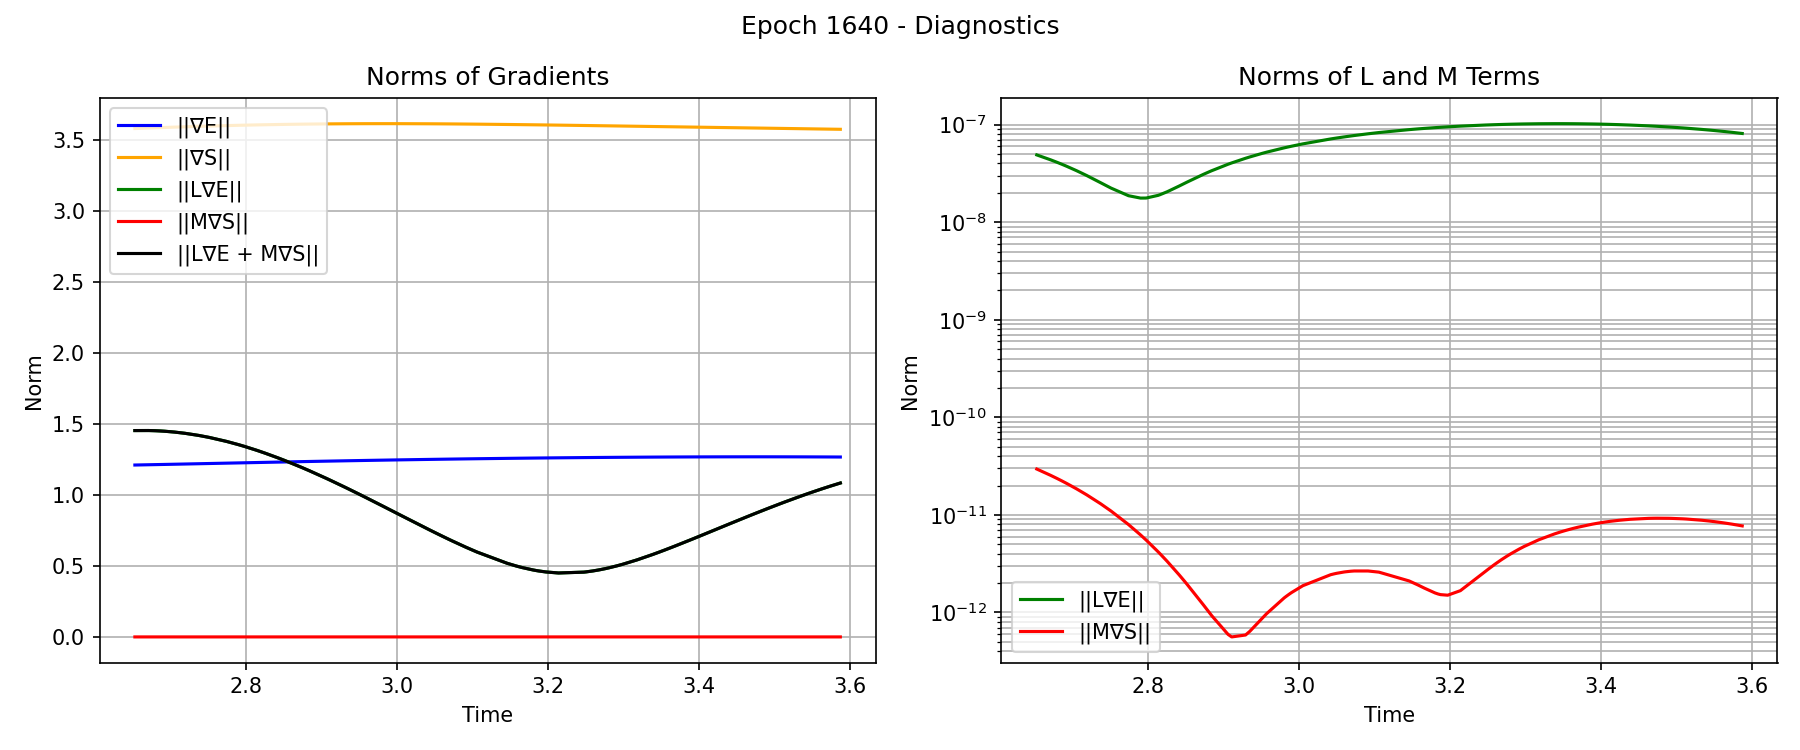 Epoch 1640 - Diagnostics
Norms of Gradients
||∇E||
||∇S||
||L∇E||
||M∇S||
||L∇E + M∇S||
3.5
3.0
2.5
2.0
1.5
1.0
0.5
0.0
Norm
2.8
3.0
3.2
3.4
3.6
Time
Norms of L and M Terms
10⁻⁷
10⁻⁸
10⁻⁹
10⁻¹⁰
10⁻¹¹
10⁻¹²
Norm
||L∇E||
||M∇S||
2.8
3.0
3.2
3.4
3.6
Time